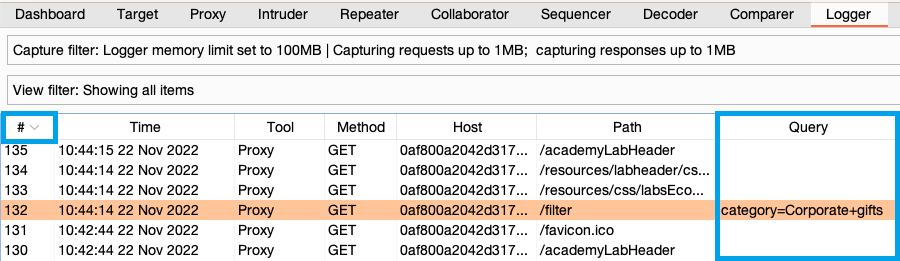 Dashboard Target Proxy Intruder Repeater Collaborator Sequencer Decoder Comparer Logger
Capture filter: Logger memory limit set to 100MB | Capturing requests up to 1MB; capturing responses up to 1MB
View filter: Showing all items
# Time Tool Method Host Path Query
135 10:44:15 22 Nov 2022 Proxy GET 0af800a2042d317... /academyLabHeader
134 10:44:14 22 Nov 2022 Proxy GET 0af800a2042d317... /resources/labheader/cs...
133 10:44:14 22 Nov 2022 Proxy GET 0af800a2042d317... /resources/css/labsEco...
132 10:44:14 22 Nov 2022 Proxy GET 0af800a2042d317... /filter category=Corporate+gifts
131 10:42:44 22 Nov 2022 Proxy GET 0af800a2042d317... /favicon.ico
130 10:42:44 22 Nov 2022 Proxy GET 0af800a2042d317... /academyLabHeader